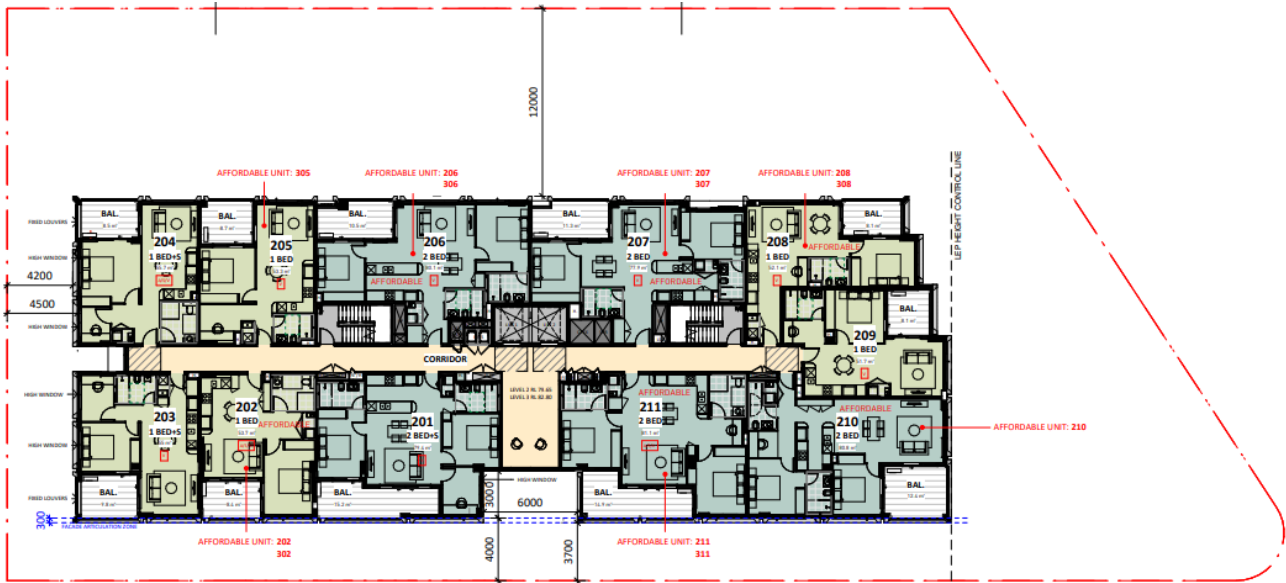 12000
LEP HEIGHT CONTROL LINE
AFFORDABLE UNIT: 305
AFFORDABLE UNIT: 206
306
AFFORDABLE UNIT: 207
307
AFFORDABLE UNIT: 208
308
FIXED LOUVERS
BAL.
204
1 BED+S
BAL.
205
1 BED
BAL.
206
2 BED
AFFORDABLE
BAL.
207
2 BED
AFFORDABLE
208
1 BED
AFFORDABLE
BAL.
HIGH WINDOW
4200
4500
HIGH WINDOW
BAL.
209
1 BED
CORRIDOR
LEVEL 2 RL 79.65
LEVEL 3 RL 82.80
HIGH WINDOW
203
1 BED+S
202
1 BED
AFFORDABLE
201
2 BED+S
AFFORDABLE
211
2 BED
AFFORDABLE
210
2 BED
AFFORDABLE UNIT: 210
HIGH WINDOW
HIGH WINDOW
FIXED LOUVERS
BAL.
BAL.
BAL.
BAL.
BAL.
3000
6000
300
FACADE ARTICULATION ZONE
AFFORDABLE UNIT: 202
302
4000
3700
AFFORDABLE UNIT: 211
311